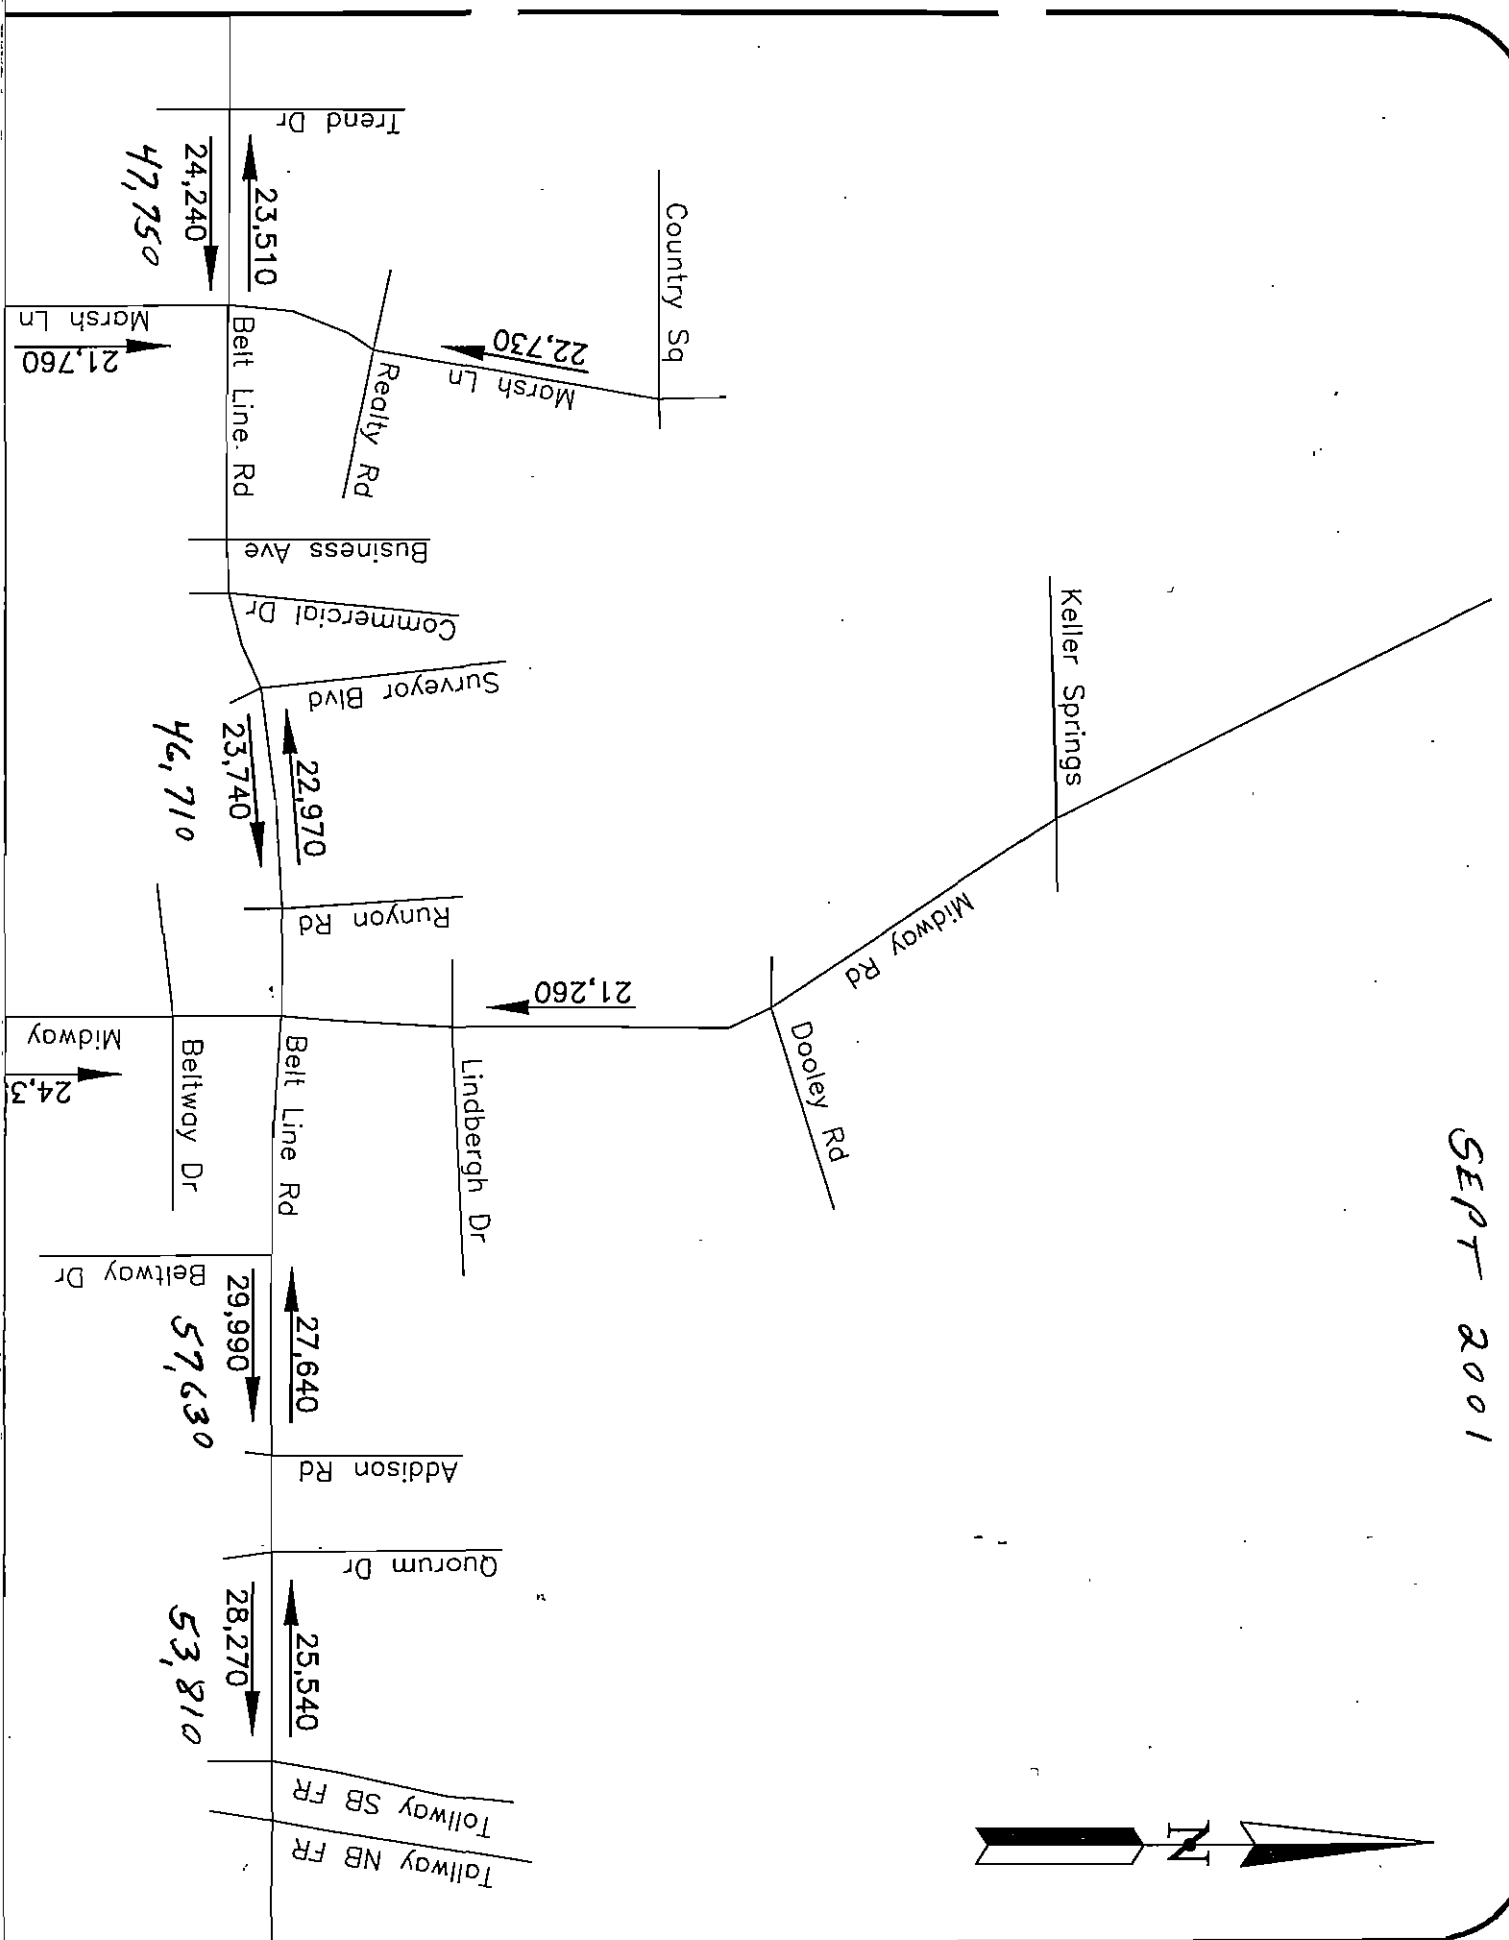 SEPT 2001
N
Keller Springs
Midway Rd
Dooley Rd
Country Sq
Marsh Ln
22,730
Realty Rd
21,260
Lindbergh Dr
Trend Dr
23,510
24,240
47,750
Marsh Ln
21,760
Belt Line Rd
Business Ave
Commercial Dr
Surveyor Blvd
22,970
23,740
46,710
Runyon Rd
Midway
24,3
Beltway Dr
Belt Line Rd
Beltway Dr
27,640
29,990
57,630
Addison Rd
Quorum Dr
25,540
28,270
53,810
Tollway SB FR
Tallway NB FR